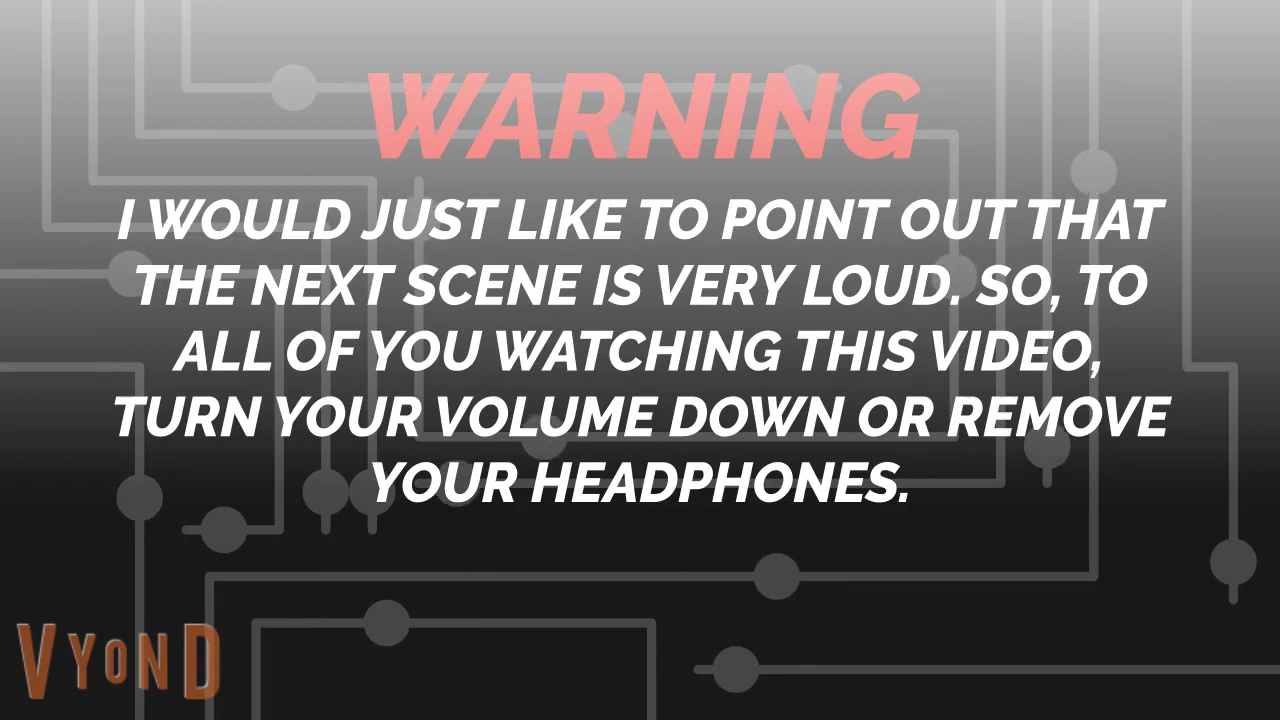 WARNING
I WOULD JUST LIKE TO POINT OUT THAT
THE NEXT SCENE IS VERY LOUD. SO, TO
ALL OF YOU WATCHING THIS VIDEO,
TURN YOUR VOLUME DOWN OR REMOVE
YOUR HEADPHONES.
VYOND